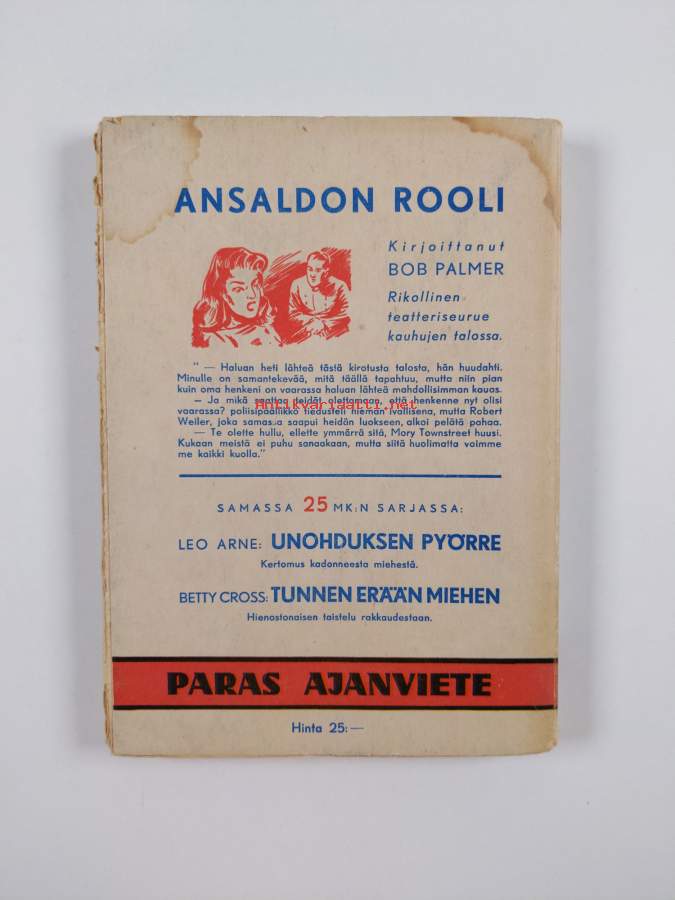 ANSALDON ROOLI
Kirjoittanut
BOB PALMER
Rikollinen
teatteriseurue
kauhujen talossa.
" — Haluan heti lähteä tästä kirotusta talosta, hän huudahti.
Minulle on samantekevää, mitä täällä tapahtuu, mutta niin pian
kuin oma henkeni on vaarassa haluan lähteä mahdollisimman kauas.
– Ja mikä saattaa teidät olettamaan, että henkenne nyt olisi
antikvariaatti.net
vaarassa? poliisipäällikkö tiedusteli hieman ivallisena, mutta Robert
Weiler, joka samassa saapui heidän luokseen, alkoi pelätä pahaa.
— Te olette hullu, ellette ymmärrä sitä, Mory Townstreet huusi.
Kukaan meistä ei puhu sanaakaan, mutta siitä huolimatta voimme
me kaikki kuolla."
SAMASSA 25 MK:N SARJASSA:
LEO ARNE: UNOHDUKSEN PYÖRRE
Kertomus kadonneesta miehestä.
BETTY CROSS: TUNNEN ERÄÄN MIEHEN
Hienostonaisen taistelu rakkaudestaan.
PARAS AJANVIETE
Hinta 25:—